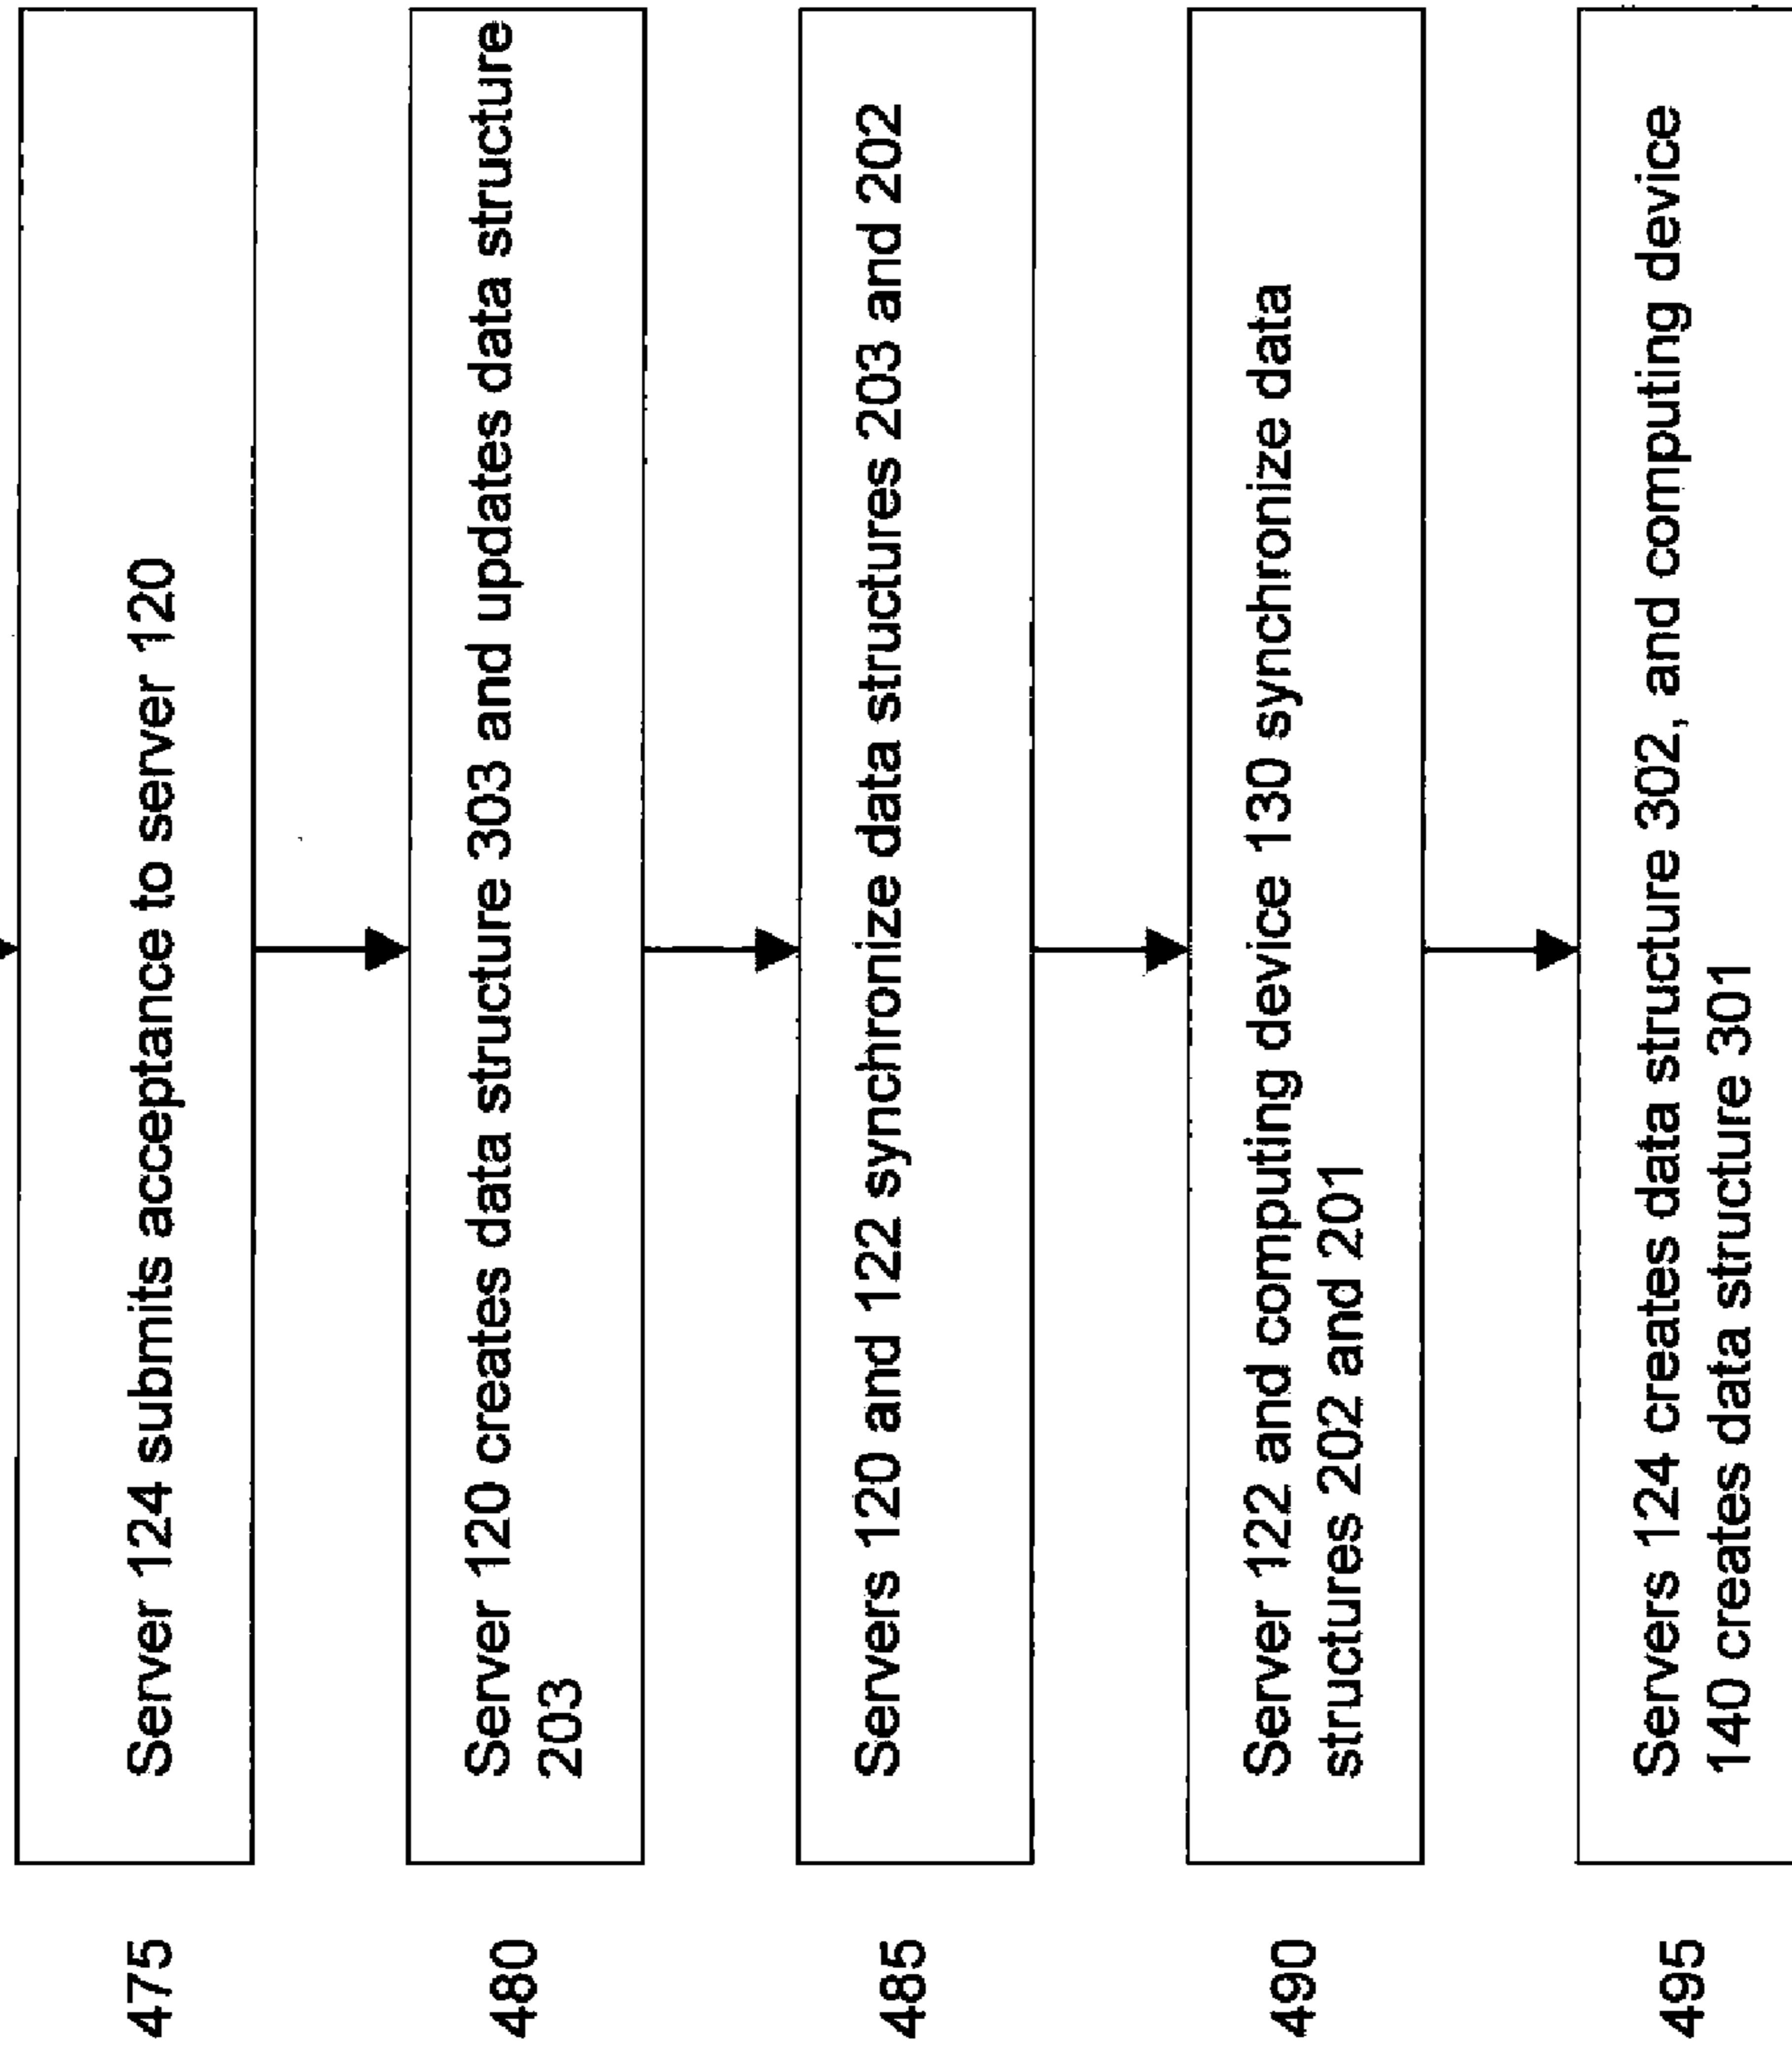 475
Server 124 submits acceptance to server 120
480
Server 120 creates data structure 303 and updates data structure
203
485
Servers 120 and 122 synchronize data structures 203 and 202
490
Server 122 and computing device 130 synchronize data
structures 202 and 201
495
Servers 124 creates data structure 302, and computing device
140 creates data structure 301